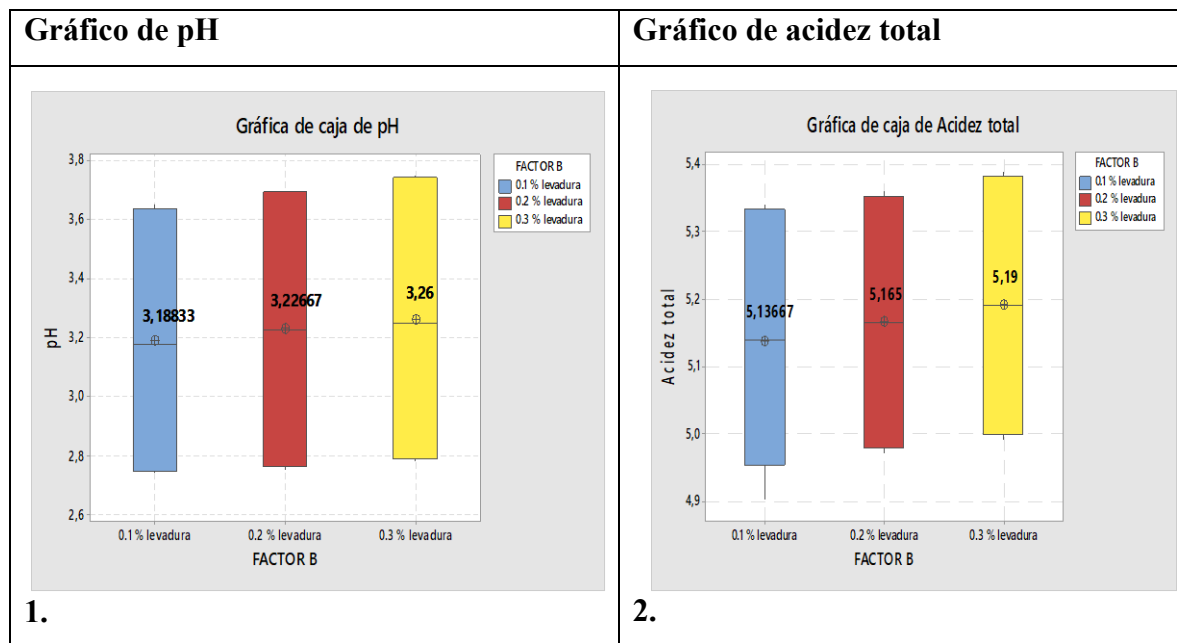 Gráfico de pH
Gráfico de acidez total
Gráfica de caja de pH
3,8
3,6
3,4
3,2
3,0
2,8
2,6
pH
3,18833
3,22667
3,26
0.1 % levadura
0.2 % levadura
0.3 % levadura
FACTOR B
FACTOR B
0.1 % levadura
0.2 % levadura
0.3 % levadura
1.
Gráfica de caja de Acidez total
5,4
5,3
5,2
5,1
5,0
4,9
Acidez total
5,13667
5,165
5,19
0.1 % levadura
0.2 % levadura
0.3 % levadura
FACTOR B
FACTOR B
0.1 % levadura
0.2 % levadura
0.3 % levadura
2.